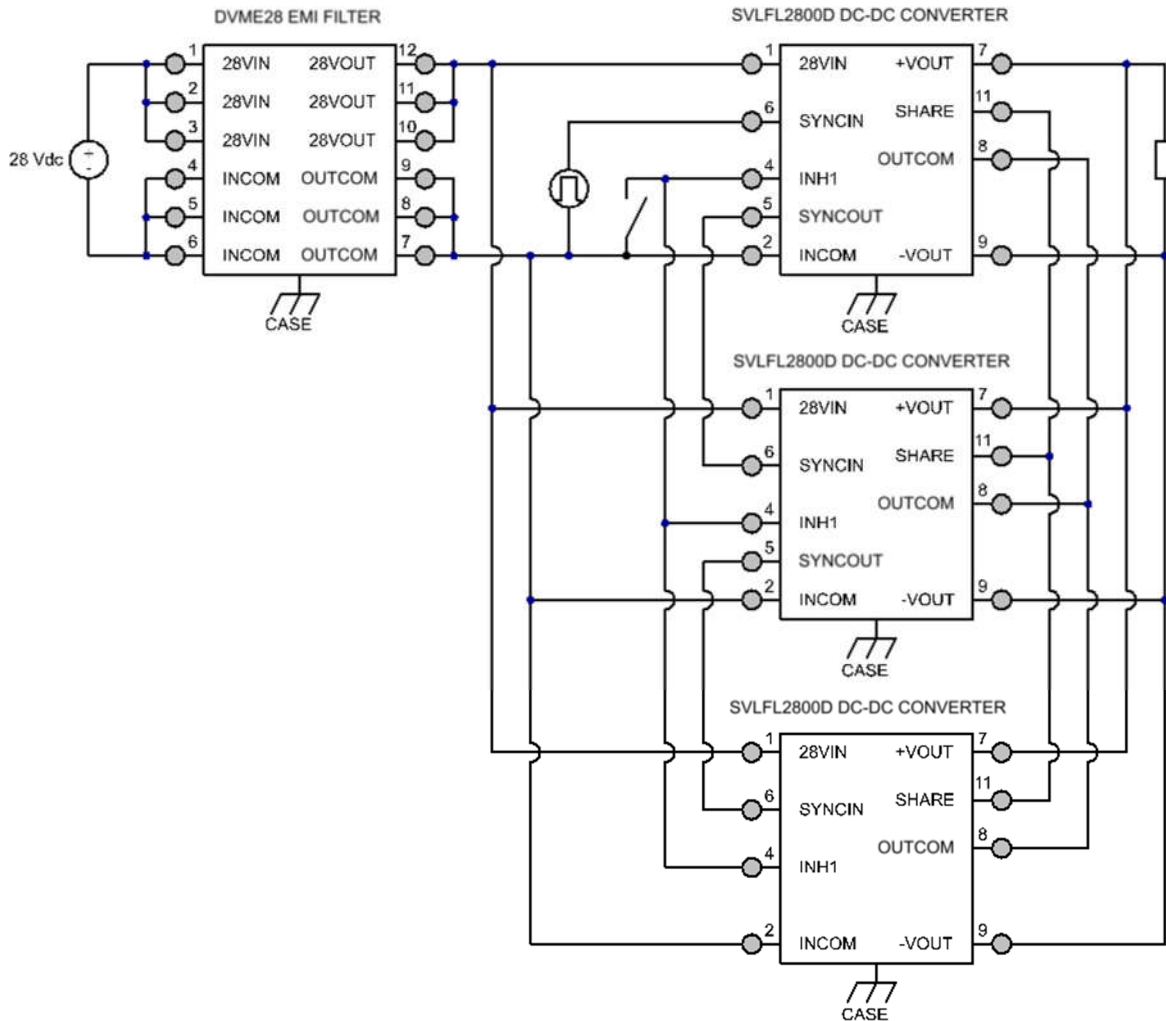 DVME28 EMI FILTER
SVLFL2800D DC-DC CONVERTER
28 Vdc
+
-
1 28VIN 28VOUT 12
2 28VIN 28VOUT 11
3 28VIN 28VOUT 10
4 INCOM OUTCOM 9
5 INCOM OUTCOM 8
6 INCOM OUTCOM 7
CASE
1 28VIN +VOUT 7
SHARE 11
6 SYNCIN
OUTCOM 8
4 INH1
5 SYNCOUT
2 INCOM -VOUT 9
CASE
SVLFL2800D DC-DC CONVERTER
1 28VIN +VOUT 7
SHARE 11
6 SYNCIN
OUTCOM 8
4 INH1
5 SYNCOUT
2 INCOM -VOUT 9
CASE
SVLFL2800D DC-DC CONVERTER
1 28VIN +VOUT 7
SHARE 11
6 SYNCIN
OUTCOM 8
4 INH1
2 INCOM -VOUT 9
CASE